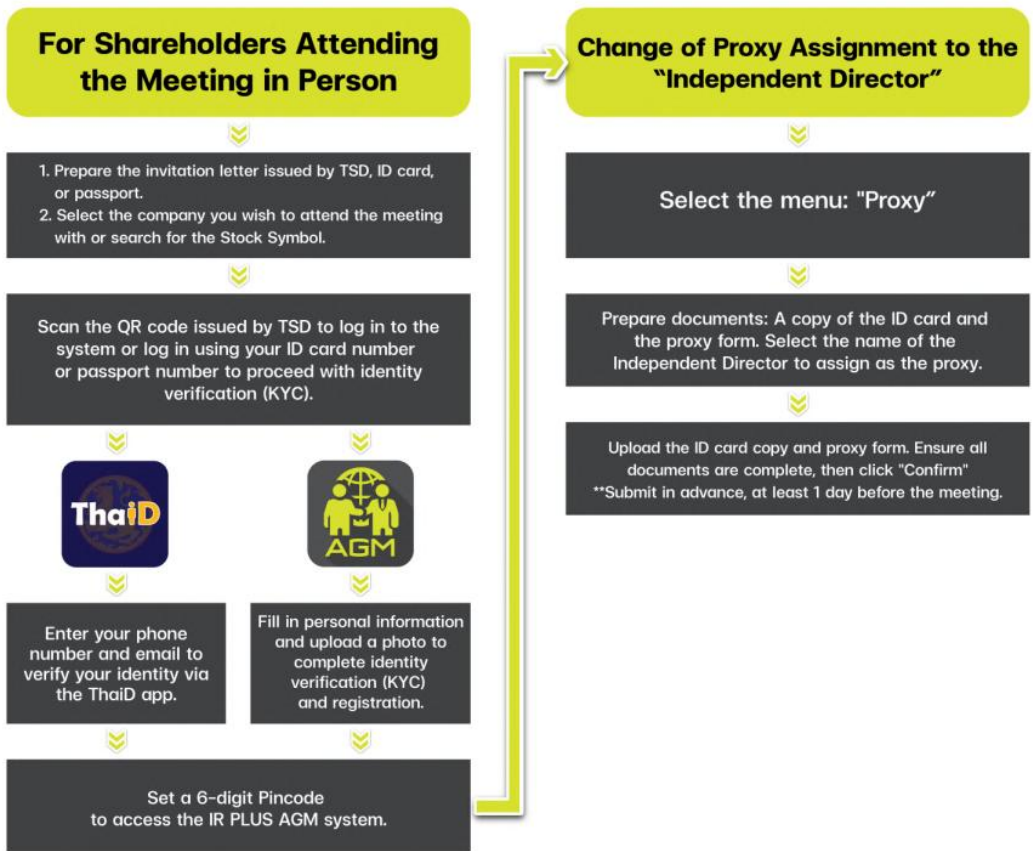 For Shareholders Attending
the Meeting in Person
1. Prepare the invitation letter issued by TSD, ID card,
or passport.
2. Select the company you wish to attend the meeting
with or search for the Stock Symbol.
Scan the QR code issued by TSD to log in to the
system or log in using your ID card number
or passport number to proceed with identity
verification (KYC).
ThaiD
Enter your phone
number and email to
verify your identity via
the ThaiD app.
AGM
Fill in personal information
and upload a photo to
complete identity
verification (KYC)
and registration.
Set a 6-digit Pincode
to access the IR PLUS AGM system.
Change of Proxy Assignment to the
"Independent Director"
Select the menu: "Proxy"
Prepare documents: A copy of the ID card and
the proxy form. Select the name of the
Independent Director to assign as the proxy.
Upload the ID card copy and proxy form. Ensure all
documents are complete, then click "Confirm"
**Submit in advance, at least 1 day before the meeting.